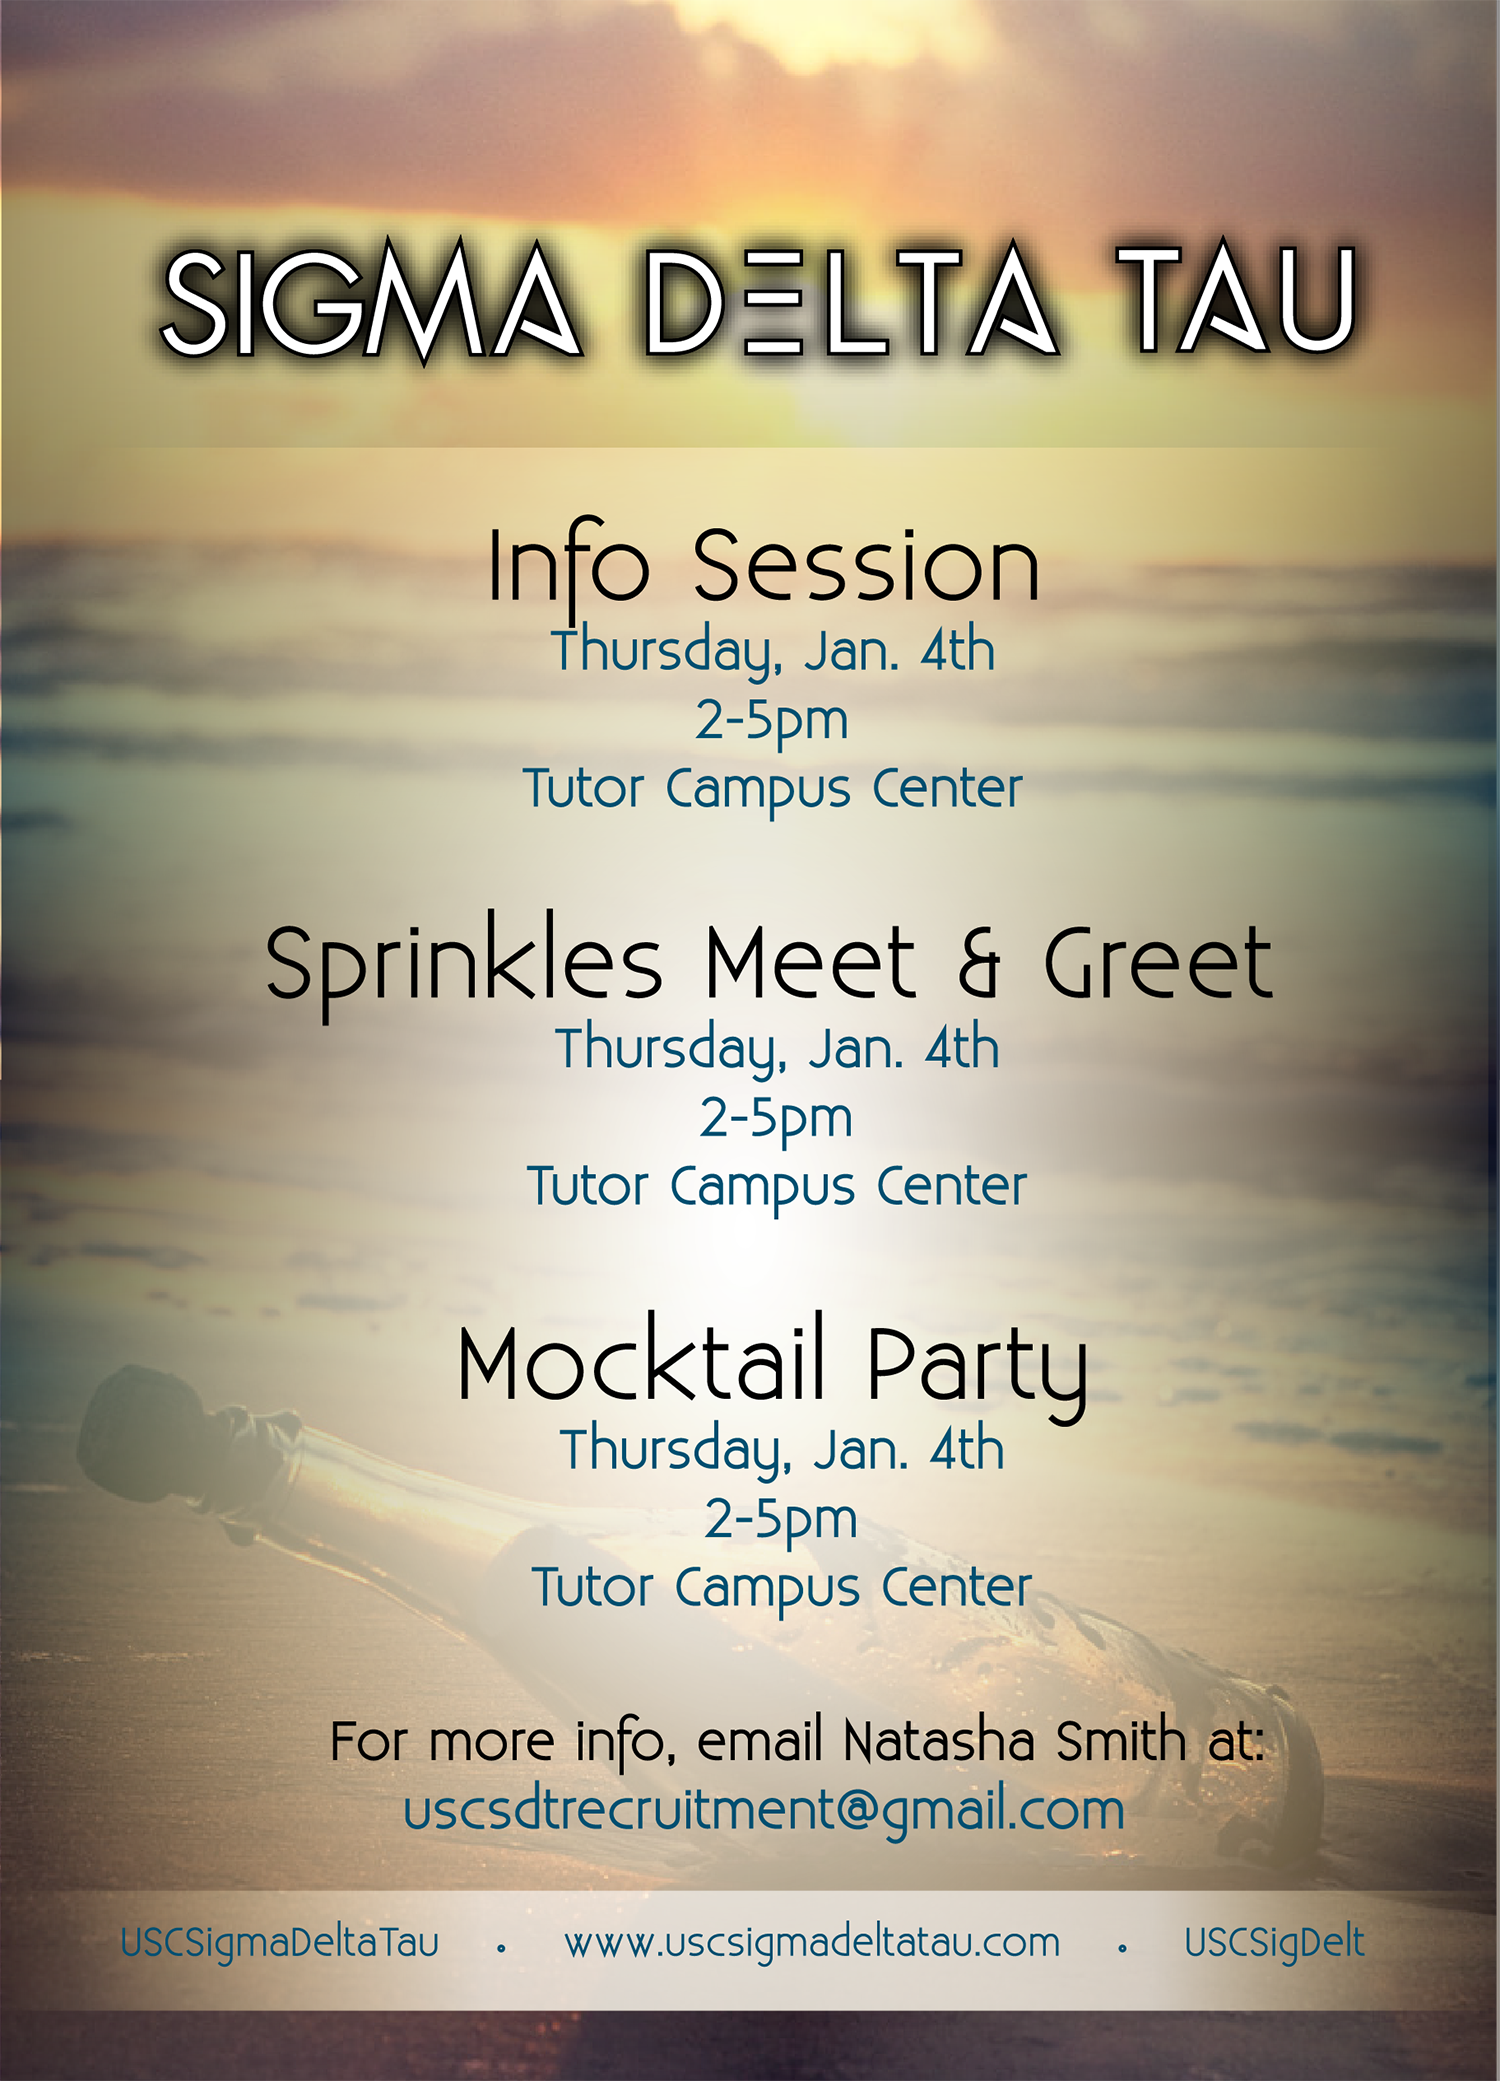 SIGMA DELTA TAU
Info Session
Thursday, Jan. 4th
2-5pm
Tutor Campus Center
Sprinkles Meet & Greet
Thursday, Jan. 4th
2-5pm
Tutor Campus Center
Mocktail Party
Thursday, Jan. 4th
2-5pm
Tutor Campus Center
For more info, email Natasha Smith at:
uscsdtrecruitment@gmail.com
USCSigmaDeltaTau • www.uscsigmadeltatau.com • USCSigDelt